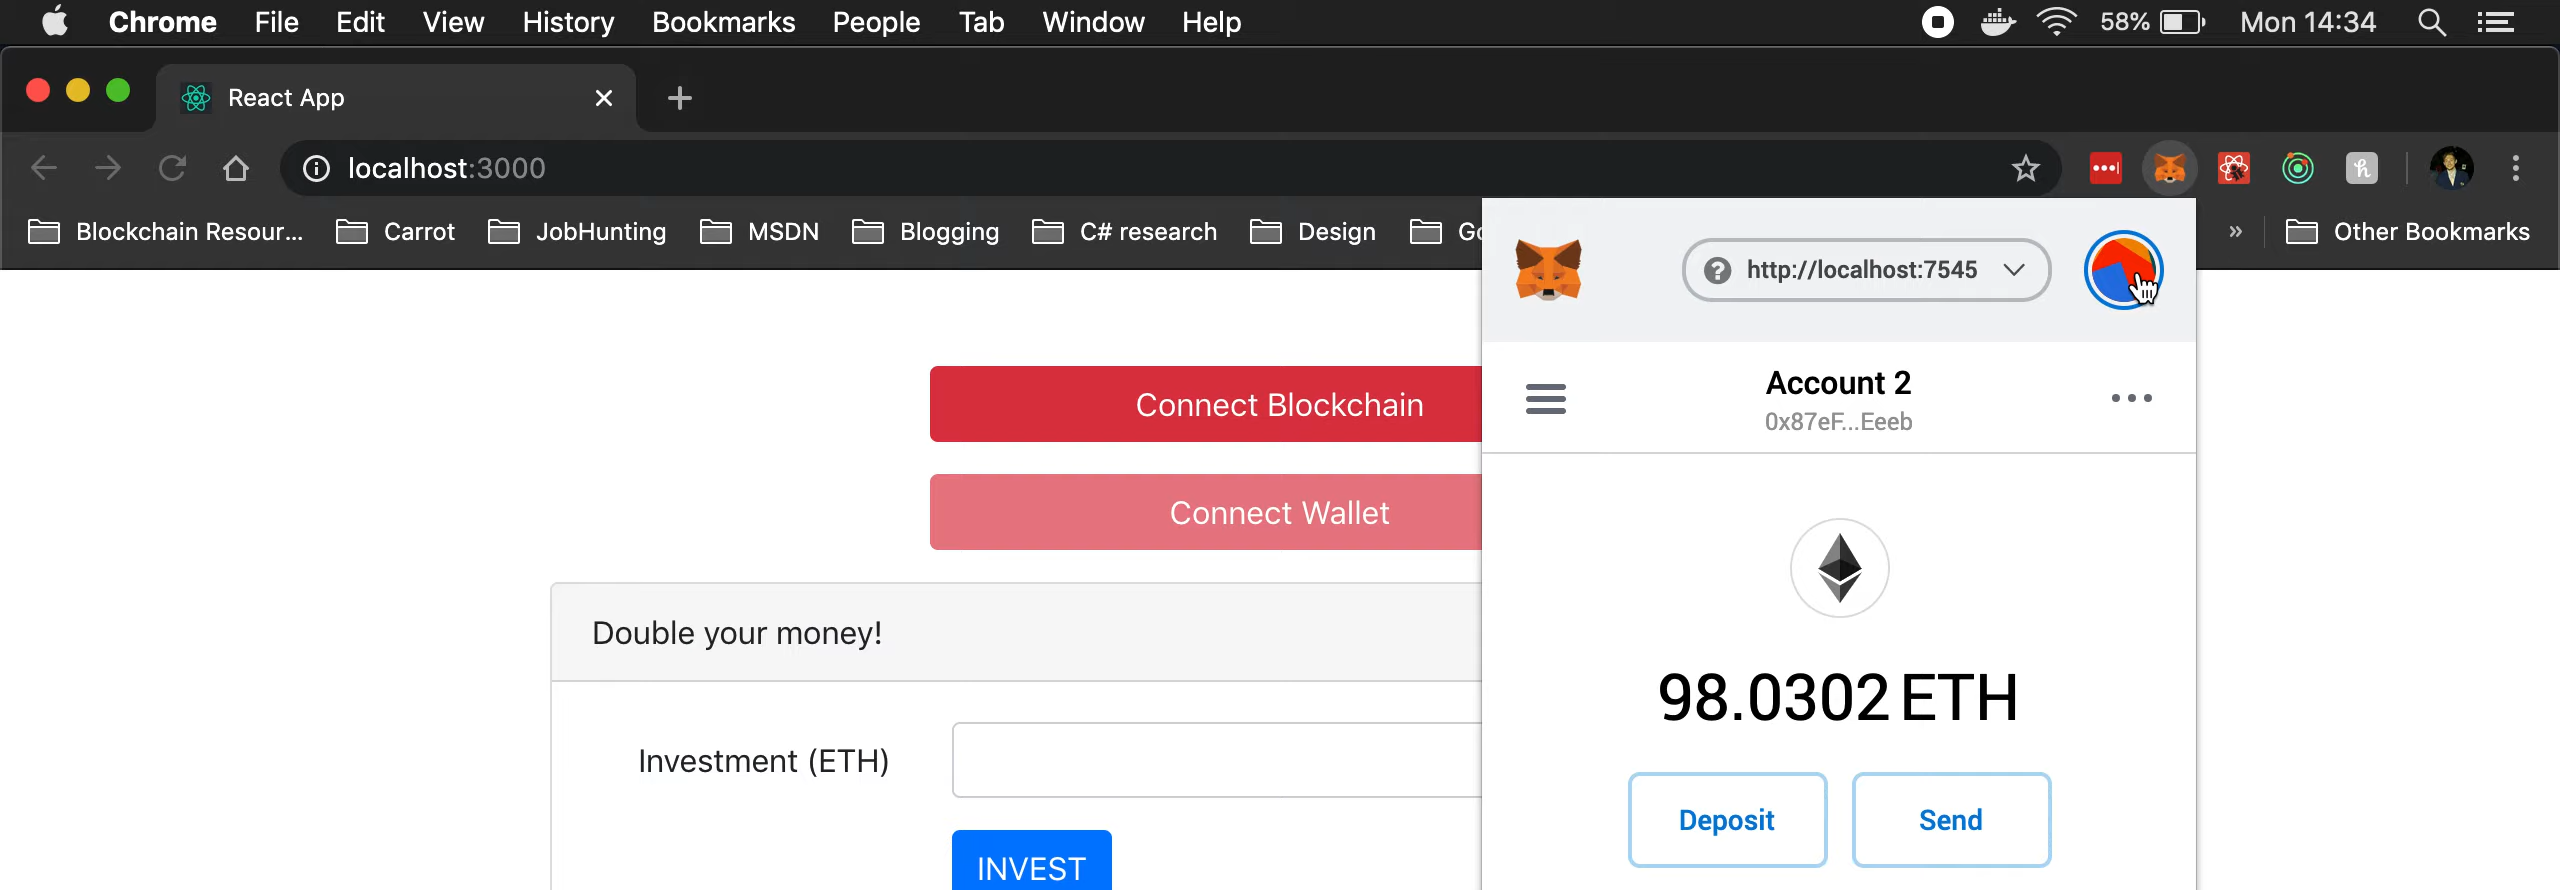 Chrome File Edit View History Bookmarks People Tab Window Help 58% Mon 14:34
React App
localhost:3000
Blockchain Resour... Carrot JobHunting MSDN Blogging C# research Design » Other Bookmarks
http://localhost:7545
Account 2
0x87eF...Eeeb
Connect Blockchain
Connect Wallet
Double your money!
98.0302 ETH
Investment (ETH)
Deposit Send
INVEST